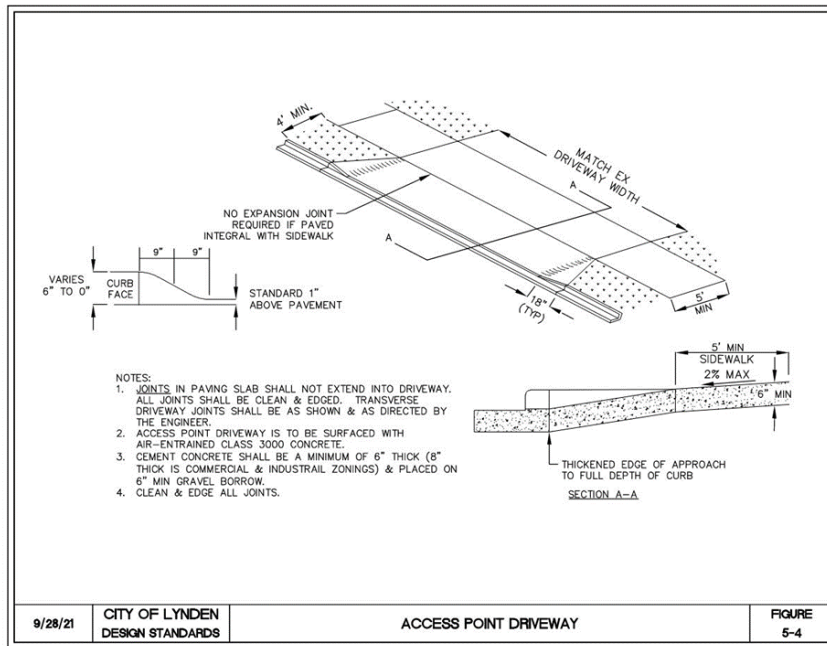 4' MIN.
MATCH EX
DRIVEWAY WIDTH
A
NO EXPANSION JOINT
REQUIRED IF PAVED
INTEGRAL WITH SIDEWALK
A
9" 9"
VARIES
6" TO 0"
CURB
FACE
STANDARD 1"
ABOVE PAVEMENT
18"
(TYP)
5'
MIN
5' MIN
SIDEWALK
2% MAX
6" MIN
THICKENED EDGE OF APPROACH
TO FULL DEPTH OF CURB
SECTION A-A
NOTES:
1. JOINTS IN PAVING SLAB SHALL NOT EXTEND INTO DRIVEWAY.
ALL JOINTS SHALL BE CLEAN & EDGED. TRANSVERSE
DRIVEWAY JOINTS SHALL BE AS SHOWN & AS DIRECTED BY
THE ENGINEER.
2. ACCESS POINT DRIVEWAY IS TO BE SURFACED WITH
AIR-ENTRAINED CLASS 3000 CONCRETE.
3. CEMENT CONCRETE SHALL BE A MINIMUM OF 6" THICK (8"
THICK IS COMMERCIAL & INDUSTRAIL ZONINGS) & PLACED ON
6" MIN GRAVEL BORROW.
4. CLEAN & EDGE ALL JOINTS.
9/28/21
CITY OF LYNDEN
DESIGN STANDARDS
ACCESS POINT DRIVEWAY
FIGURE
5-4